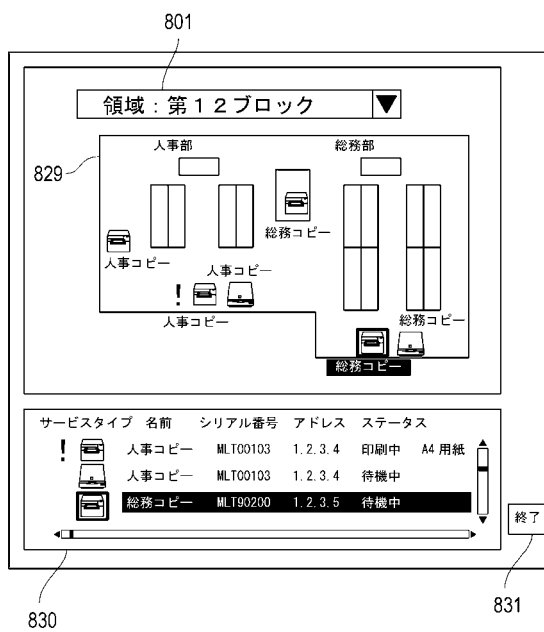 801
領域：第１２ブロック
829
人事部
総務部
総務コピー
人事コピー
人事コピー
!
人事コピー
総務コピー
総務コピー
サービスタイプ 名前 シリアル番号 アドレス ステータス
! 人事コピー MLT00103 1.2.3.4 印刷中 A4 用紙
人事コピー MLT00103 1.2.3.4 待機中
総務コピー MLT90200 1.2.3.5 待機中
終了
830
831